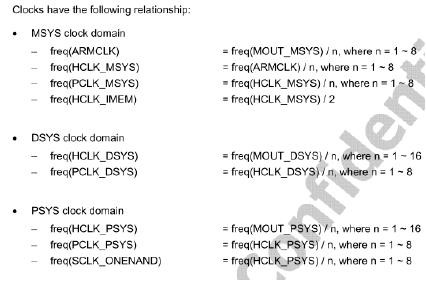 Clocks have the following relationship:
• MSYS clock domain
– freq(ARMCLK) = freq(MOUT_MSYS) / n, where n = 1 ~ 8
– freq(HCLK_MSYS) = freq(ARMCLK) / n, where n = 1 ~ 8
– freq(PCLK_MSYS) = freq(HCLK_MSYS) / n, where n = 1 ~ 8
– freq(HCLK_IMEM) = freq(HCLK_MSYS) / 2
• DSYS clock domain
– freq(HCLK_DSYS) = freq(MOUT_DSYS) / n, where n = 1 ~ 16
– freq(PCLK_DSYS) = freq(HCLK_DSYS) / n, where n = 1 ~ 8
• PSYS clock domain
– freq(HCLK_PSYS) = freq(MOUT_PSYS) / n, where n = 1 ~ 16
– freq(PCLK_PSYS) = freq(HCLK_PSYS) / n, where n = 1 ~ 8
– freq(SCLK_ONENAND) = freq(HCLK_PSYS) / n, where n = 1 ~ 8
Confidenti